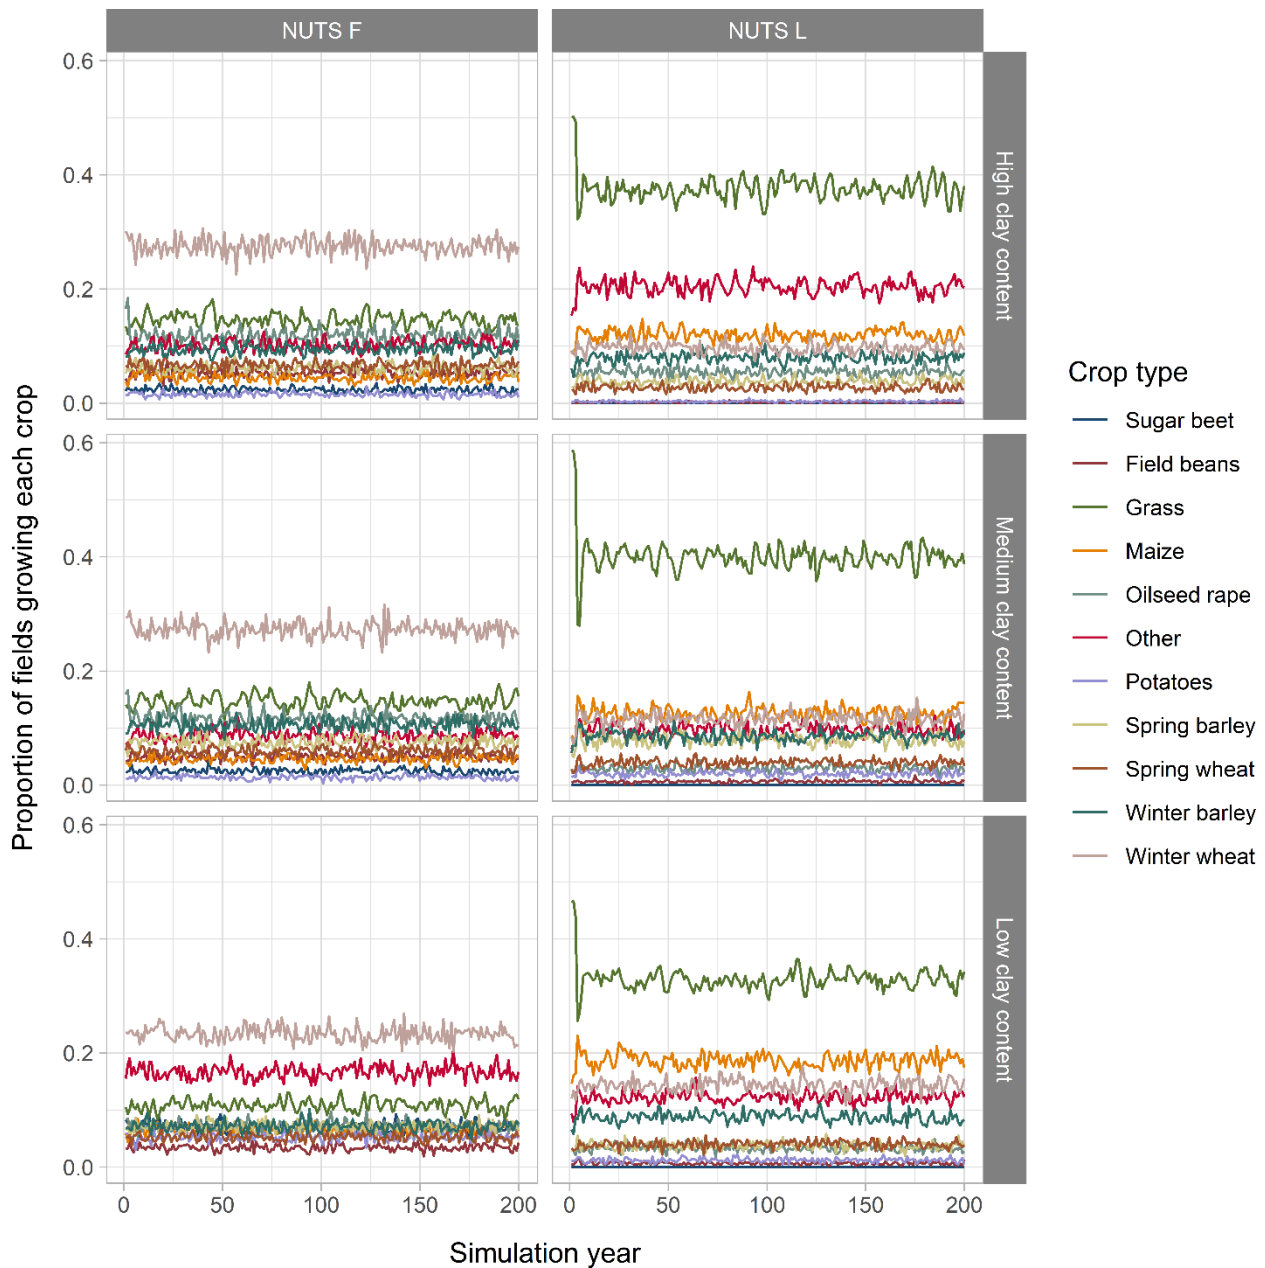 NUTS F
NUTS L
0.6
0.4
0.2
0.0
High clay content
0.6
0.4
0.2
0.0
Medium clay content
0.6
0.4
0.2
0.0
Low clay content
0
50
100
150
200
0
50
100
150
200
Simulation year
Proportion of fields growing each crop
Crop type
Sugar beet
Field beans
Grass
Maize
Oilseed rape
Other
Potatoes
Spring barley
Spring wheat
Winter barley
Winter wheat